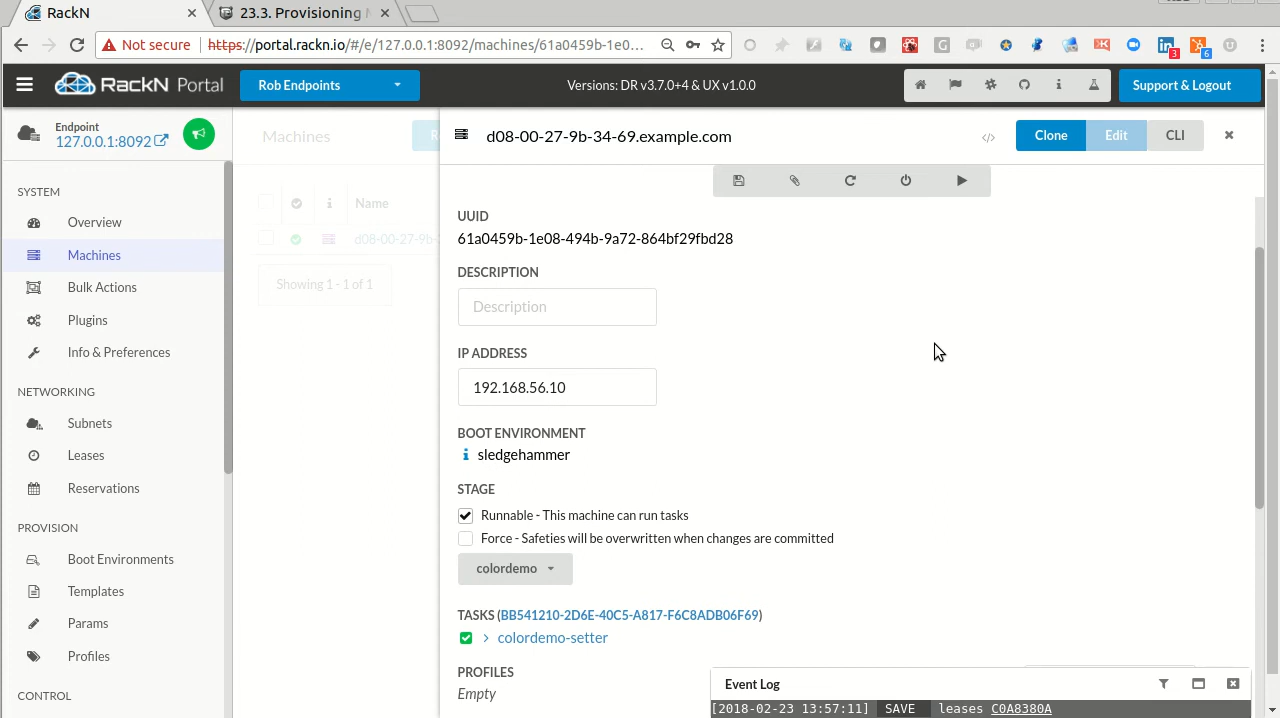 RackN
23.3. Provisioning
Not secure
https://portal.rackn.io/#/e/127.0.0.1:8092/machines/61a0459b-1e0…
3
6
RackN Portal
Rob Endpoints
Versions: DR v3.7.0+4 & UX v1.0.0
Support & Logout
Endpoint
127.0.0.1:8092
Machines
d08-00-27-9b-34-69.example.com
Clone
Edit
CLI
SYSTEM
Overview
Machines
Bulk Actions
Plugins
Info & Preferences
NETWORKING
Subnets
Leases
Reservations
PROVISION
Boot Environments
Templates
Params
Profiles
CONTROL
Name
d08-00-27-9b-
Showing 1 - 1 of 1
UUID
61a0459b-1e08-494b-9a72-864bf29fbd28
DESCRIPTION
Description
IP ADDRESS
192.168.56.10
BOOT ENVIRONMENT
sledgehammer
STAGE
Runnable - This machine can run tasks
Force - Safeties will be overwritten when changes are committed
colordemo
TASKS (BB541210-2D6E-40C5-A817-F6C8ADB06F69)
colordemo-setter
PROFILES
Empty
Event Log
[2018-02-23 13:57:11] SAVE leases C0A8380A